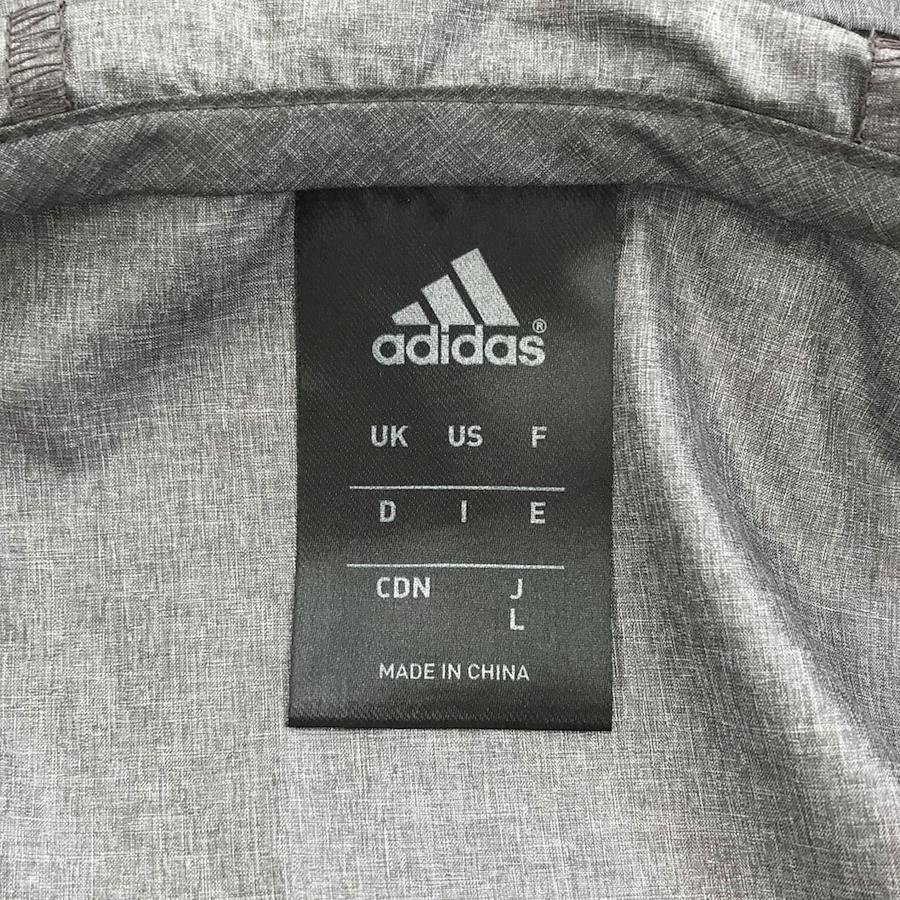 adidas®
UK US F
D I E
CDN J
L
MADE IN CHINA